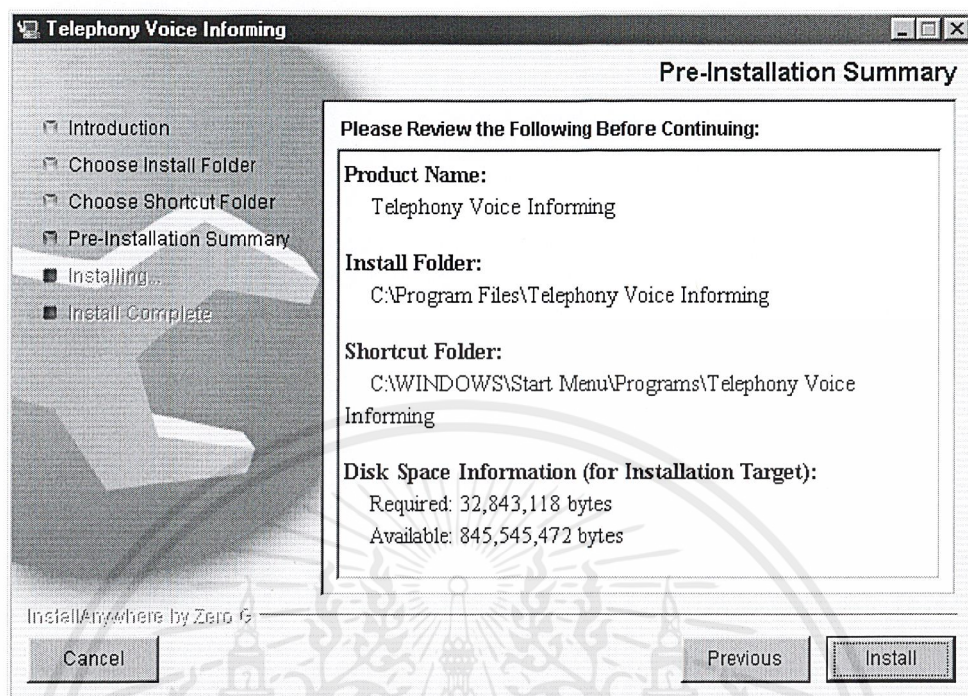 Telephony Voice Informing
Pre-Installation Summary
Introduction
Choose Install Folder
Choose Shortcut Folder
Pre-Installation Summary
Installing...
Install Complete
Please Review the Following Before Continuing:
Product Name:
Telephony Voice Informing
Install Folder:
C:\Program Files\Telephony Voice Informing
Shortcut Folder:
C:\WINDOWS\Start Menu\Programs\Telephony Voice
Informing
Disk Space Information (for Installation Target):
Required: 32,843,118 bytes
Available: 845,545,472 bytes
InstallAnywhere by Zero G
Cancel
Previous
Install